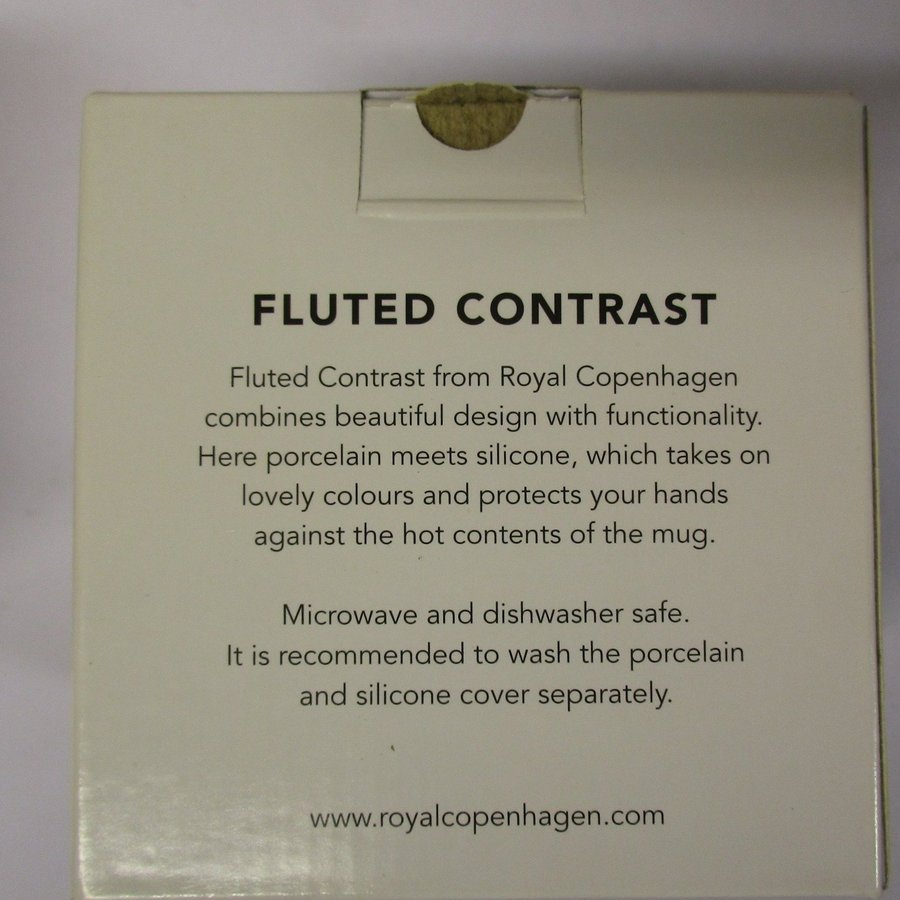 FLUTED CONTRAST
Fluted Contrast from Royal Copenhagen
combines beautiful design with functionality.
Here porcelain meets silicone, which takes on
lovely colours and protects your hands
against the hot contents of the mug.
Microwave and dishwasher safe.
It is recommended to wash the porcelain
and silicone cover separately.
www.royalcopenhagen.com